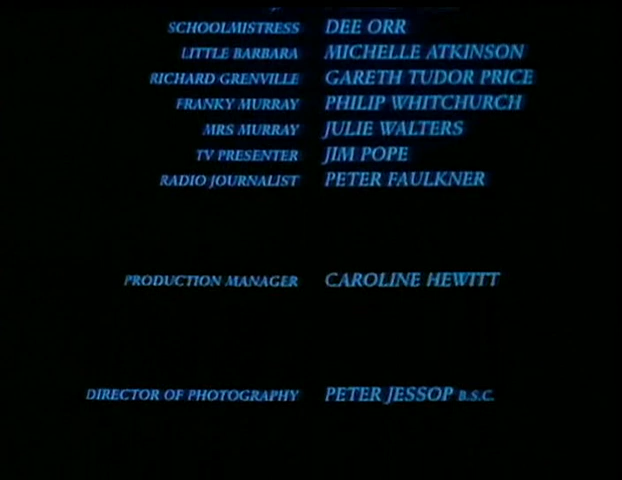 SCHOOLMISTRESS DEE ORR
LITTLE BARBARA MICHELLE ATKINSON
RICHARD GRENVILLE GARETH TUDOR PRICE
FRANKY MURRAY PHILIP WHITCHURCH
MRS MURRAY JULIE WALTERS
TV PRESENTER JIM POPE
RADIO JOURNALIST PETER FAULKNER
PRODUCTION MANAGER CAROLINE HEWITT
DIRECTOR OF PHOTOGRAPHY PETER JESSOP B.S.C.